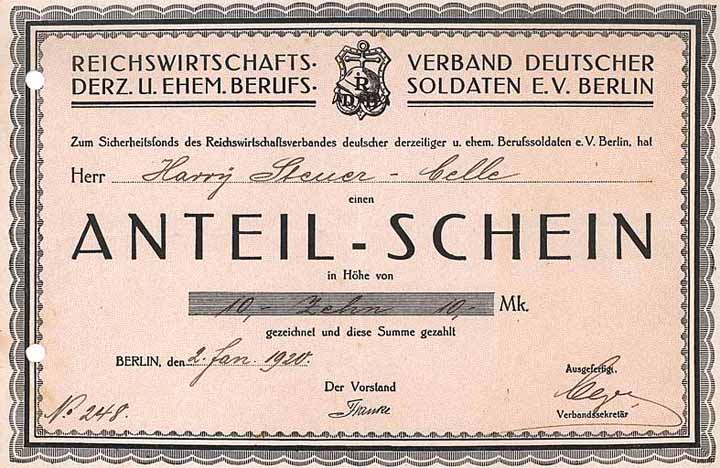 REICHSWIRTSCHAFTS- VERBAND DEUTSCHER
DERZ. U. EHEM. BERUFS- SOLDATEN E.V. BERLIN
Zum Sicherheitsfonds des Reichswirtschaftsverbandes deutscher derzeitiger u. ehem. Berufssoldaten e.V. Berlin, hat
Herr Harry Steuer - Celle
einen
ANTEIL-SCHEIN
in Höhe von
10,- Zehn 10,- Mk.
gezeichnet und diese Summe gezahlt
BERLIN, den 2. Jan. 1920.
Ausgefertigt,
Der Vorstand
Franke
Verbandssekretär
No 248.